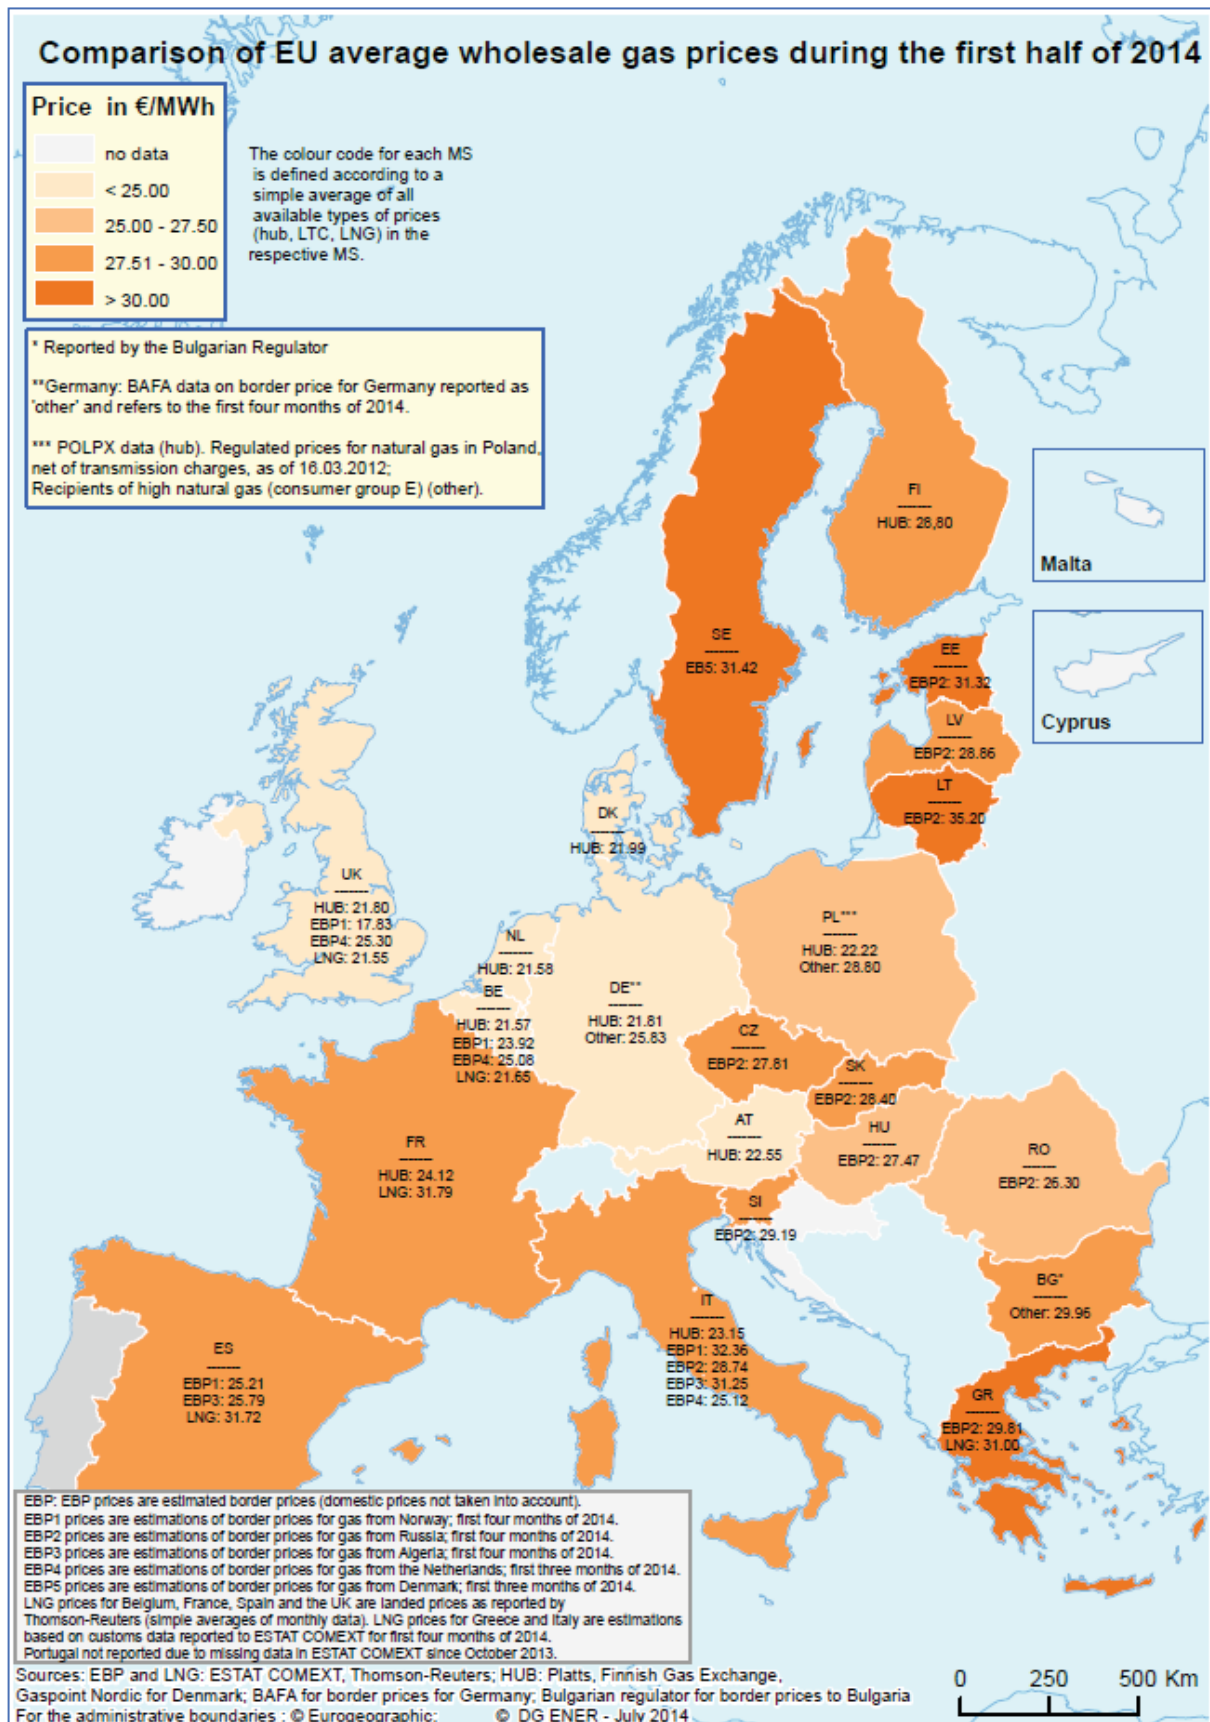 Comparison of EU average wholesale gas prices during the first half of 2014
Price in €/MWh
no data
< 25.00
25.00 - 27.50
27.51 - 30.00
> 30.00
The colour code for each MS
is defined according to a
simple average of all
available types of prices
(hub, LTC, LNG) in the
respective MS.
* Reported by the Bulgarian Regulator
**Germany: BAFA data on border price for Germany reported as
'other' and refers to the first four months of 2014.
*** POLPX data (hub). Regulated prices for natural gas in Poland,
net of transmission charges, as of 16.03.2012;
Recipients of high natural gas (consumer group E) (other).
FI
-------
HUB: 28,80
Malta
SE
-------
EB5: 31.42
EE
-------
EBP2: 31.32
Cyprus
LV
-------
EBP2: 28.86
LT
-------
EBP2: 35.20
DK
-------
HUB: 21.99
UK
-------
HUB: 21.80
EBP1: 17.83
EBP4: 25.30
LNG: 21.55
NL
-------
HUB: 21.58
BE
-------
HUB: 21.57
EBP1: 23.92
EBP4: 25.08
LNG: 21.65
DE**
-------
HUB: 21.81
Other: 25.83
PL***
-------
HUB: 22.22
Other: 28.80
CZ
-------
EBP2: 27.81
SK
-------
EBP2: 28.40
AT
-------
HUB: 22.55
HU
-------
EBP2: 27.47
RO
-------
EBP2: 26.30
FR
-------
HUB: 24.12
LNG: 31.79
SI
-------
EBP2: 29.19
BG*
-------
Other: 29.96
IT
-------
HUB: 23.15
EBP1: 32.36
EBP2: 28.74
EBP3: 31.25
EBP4: 25.12
ES
-------
EBP1: 25.21
EBP3: 25.79
LNG: 31.72
GR
-------
EBP2: 29.81
LNG: 31.00
EBP: EBP prices are estimated border prices (domestic prices not taken into account).
EBP1 prices are estimations of border prices for gas from Norway; first four months of 2014.
EBP2 prices are estimations of border prices for gas from Russia; first four months of 2014.
EBP3 prices are estimations of border prices for gas from Algeria; first four months of 2014.
EBP4 prices are estimations of border prices for gas from the Netherlands; first three months of 2014.
EBP5 prices are estimations of border prices for gas from Denmark; first three months of 2014.
LNG prices for Belgium, France, Spain and the UK are landed prices as reported by
Thomson-Reuters (simple averages of monthly data). LNG prices for Greece and Italy are estimations
based on customs data reported to ESTAT COMEXT for first four months of 2014.
Portugal not reported due to missing data in ESTAT COMEXT since October 2013.
Sources: EBP and LNG: ESTAT COMEXT, Thomson-Reuters; HUB: Platts, Finnish Gas Exchange,
Gaspoint Nordic for Denmark; BAFA for border prices for Germany; Bulgarian regulator for border prices to Bulgaria
For the administrative boundaries : © Eurogeographic; © DG ENER - July 2014
0 250 500 Km